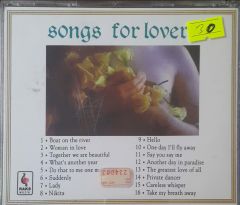 songs for lover
30
1 • Boat on the river
2 • Woman in love
3 • Together we are beautiful
4 • What's another year
5 • Do that to me one m
6 • Suddenly
7 • Lady
8 • Nikita
9 • Hello
10 • One day I'll fly away
11 • Say you say me
12 • Another day in paradise
13 • The greatest love of all
14 • Private dancer
15 • Careless whisper
16 • Take my breath away